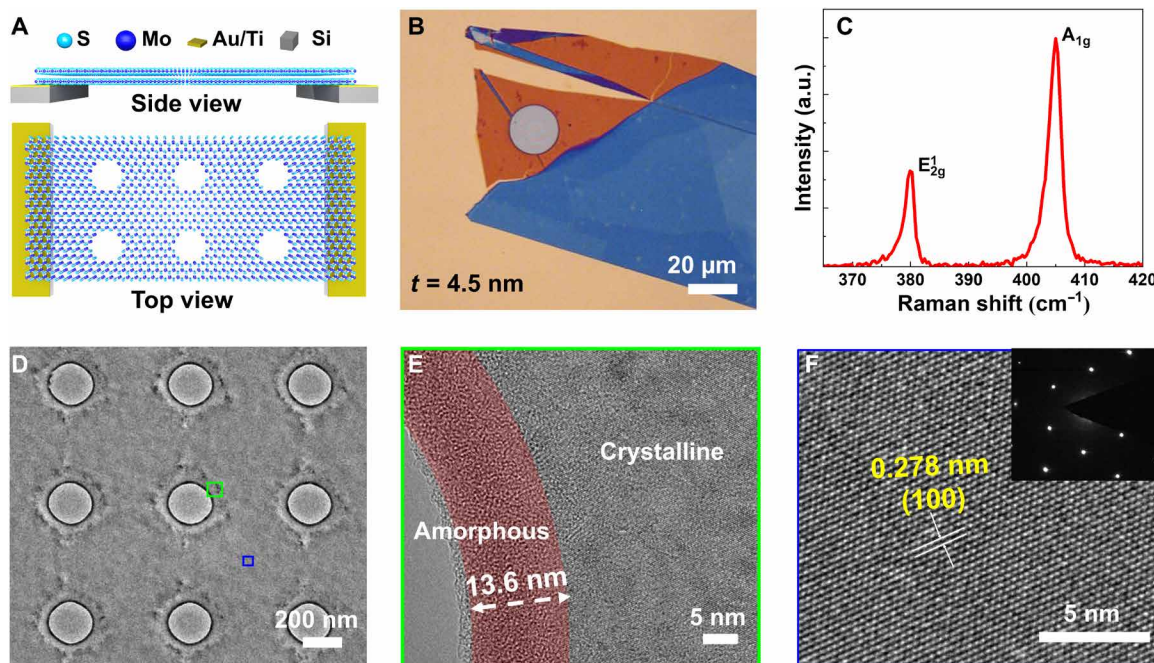 A
S Mo Au/Ti Si
Side view
Top view
B
t = 4.5 nm
20 µm
C
Intensity (a.u.)
E¹₂g
A₁g
370 380 390 400 410 420
Raman shift (cm⁻¹)
D
200 nm
E
Crystalline
Amorphous
13.6 nm
5 nm
F
0.278 nm
(100)
5 nm